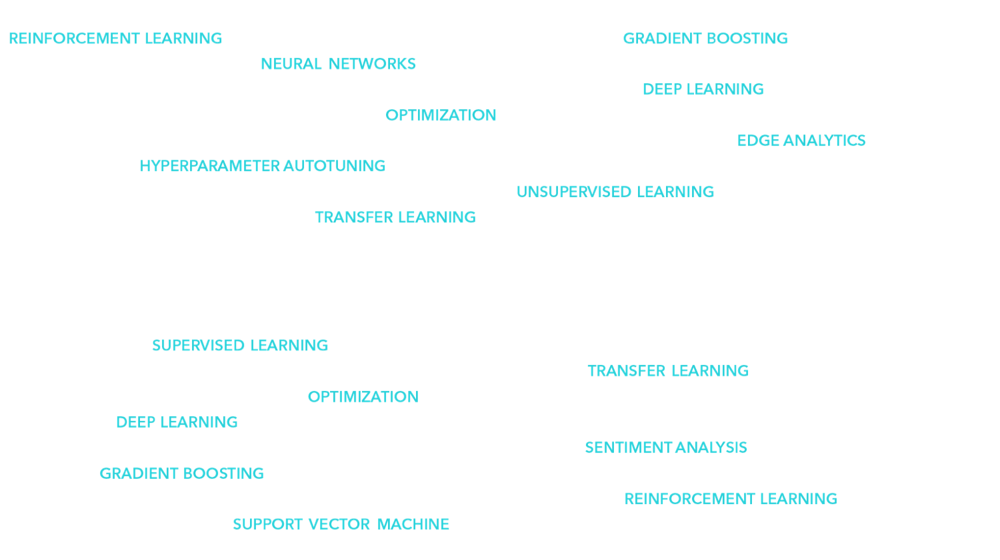 REINFORCEMENT LEARNING
GRADIENT BOOSTING
NEURAL NETWORKS
DEEP LEARNING
OPTIMIZATION
EDGE ANALYTICS
HYPERPARAMETER AUTOTUNING
UNSUPERVISED LEARNING
TRANSFER LEARNING
SUPERVISED LEARNING
TRANSFER LEARNING
OPTIMIZATION
DEEP LEARNING
SENTIMENT ANALYSIS
GRADIENT BOOSTING
REINFORCEMENT LEARNING
SUPPORT VECTOR MACHINE